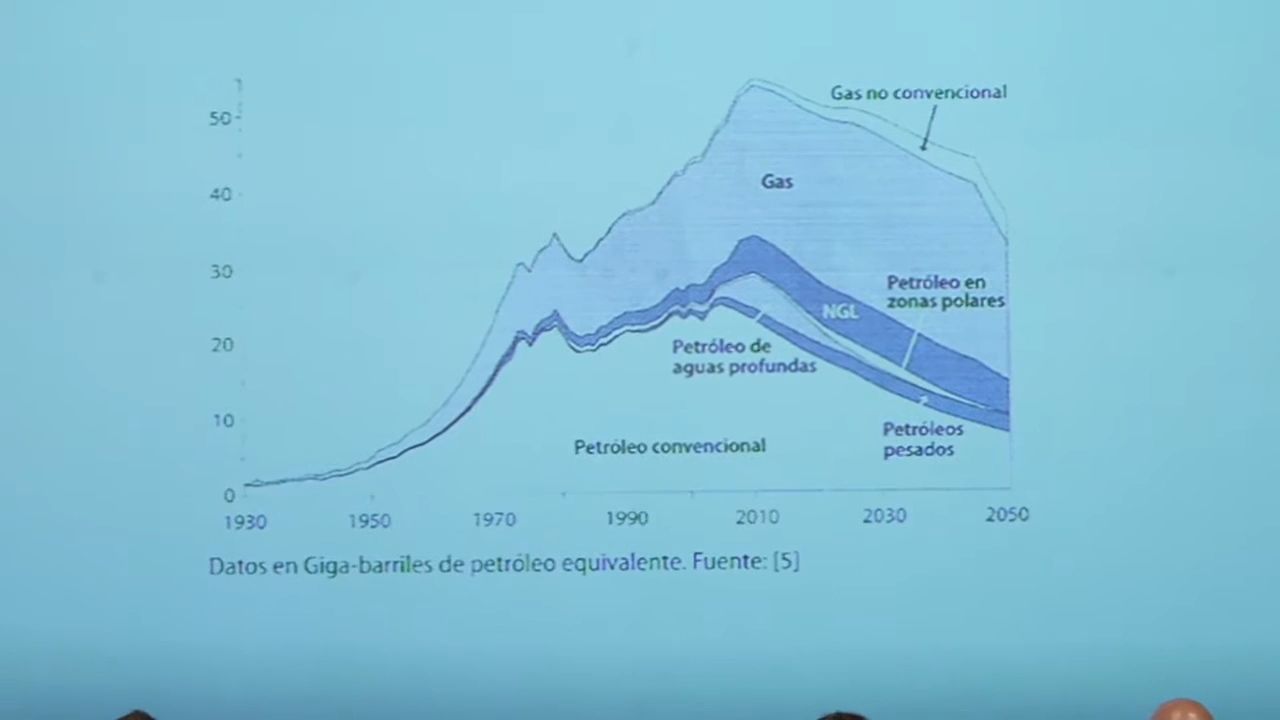 Gas no convencional
50
Gas
40
30
Petróleo en
zonas polares
NGL
20
Petróleo de
aguas profundas
10
Petróleos
pesados
Petróleo convencional
0
1930 1950 1970 1990 2010 2030 2050
Datos en Giga-barriles de petróleo equivalente. Fuente: [5]